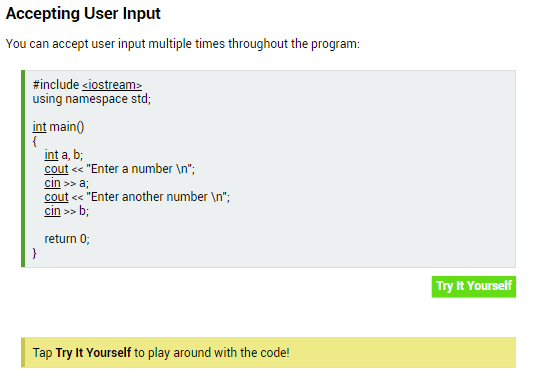 Accepting User Input
You can accept user input multiple times throughout the program:
#include <iostream>
using namespace std;
int main()
{
int a, b;
cout << "Enter a number \n";
cin >> a;
cout << "Enter another number \n";
cin >> b;
return 0;
}
Try It Yourself
Tap Try It Yourself to play around with the code!